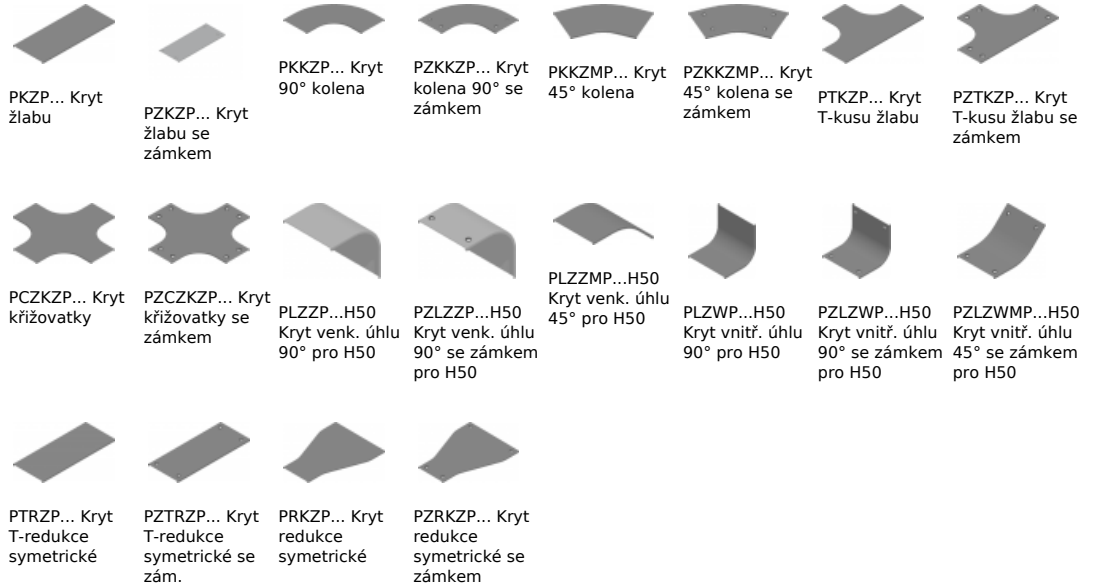 PKZP... Kryt
žlabu
PZKZP... Kryt
žlabu se
zámkem
PKKZP... Kryt
90° kolena
PZKKZP... Kryt
kolena 90° se
zámkem
PKKZMP... Kryt
45° kolena
PZKKZMP... Kryt
45° kolena se
zámkem
PTKZP... Kryt
T-kusu žlabu
PZTKZP... Kryt
T-kusu žlabu se
zámkem
PCZKZP... Kryt
křižovatky
PZCZKZP... Kryt
křižovatky se
zámkem
PLZZP...H50
Kryt venk. úhlu
90° pro H50
PZLZZP...H50
Kryt venk. úhlu
90° se zámkem
pro H50
PLZZMP...H50
Kryt venk. úhlu
45° pro H50
PLZWP...H50
Kryt vnitř. úhlu
90° pro H50
PZLZWP...H50
Kryt vnitř. úhlu
90° se zámkem
pro H50
PZLZWMP...H50
Kryt vnitř. úhlu
45° se zámkem
pro H50
PTRZP... Kryt
T-redukce
symetrické
PZTRZP... Kryt
T-redukce
symetrické se
zám.
PRKZP... Kryt
redukce
symetrické
PZRKZP... Kryt
redukce
symetrické se
zámkem